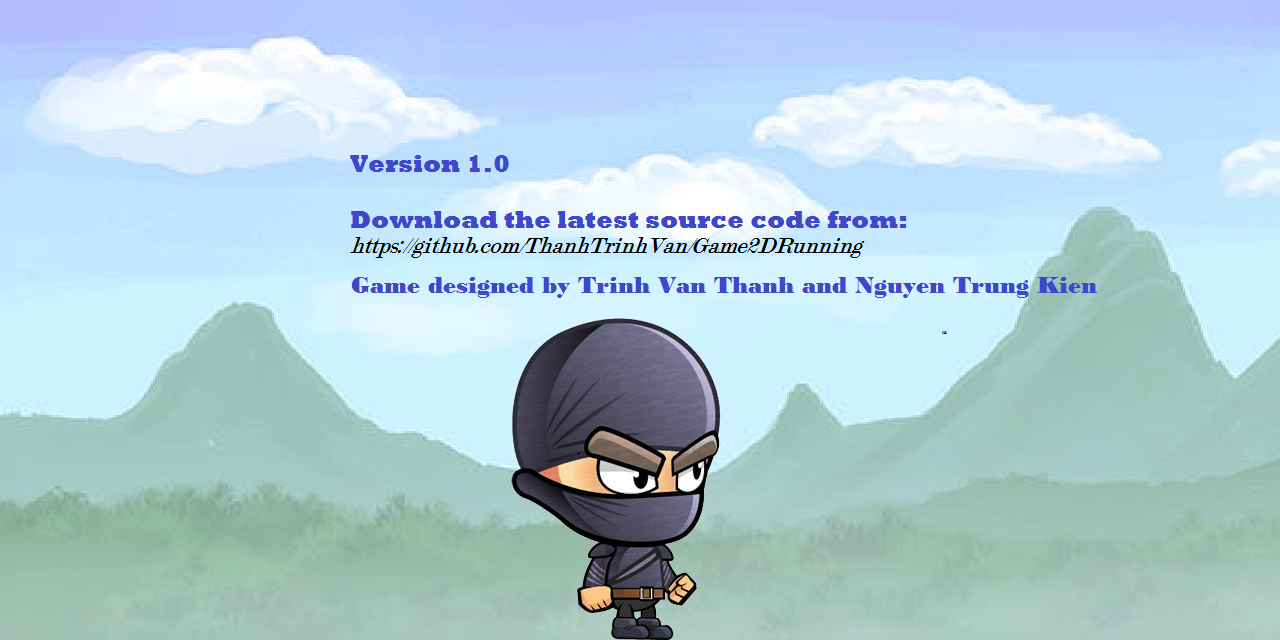 Version 1.0
Download the latest source code from:
https://github.com/ThanhTrinhVan/Game2DRunning
Game designed by Trinh Van Thanh and Nguyen Trung Kien